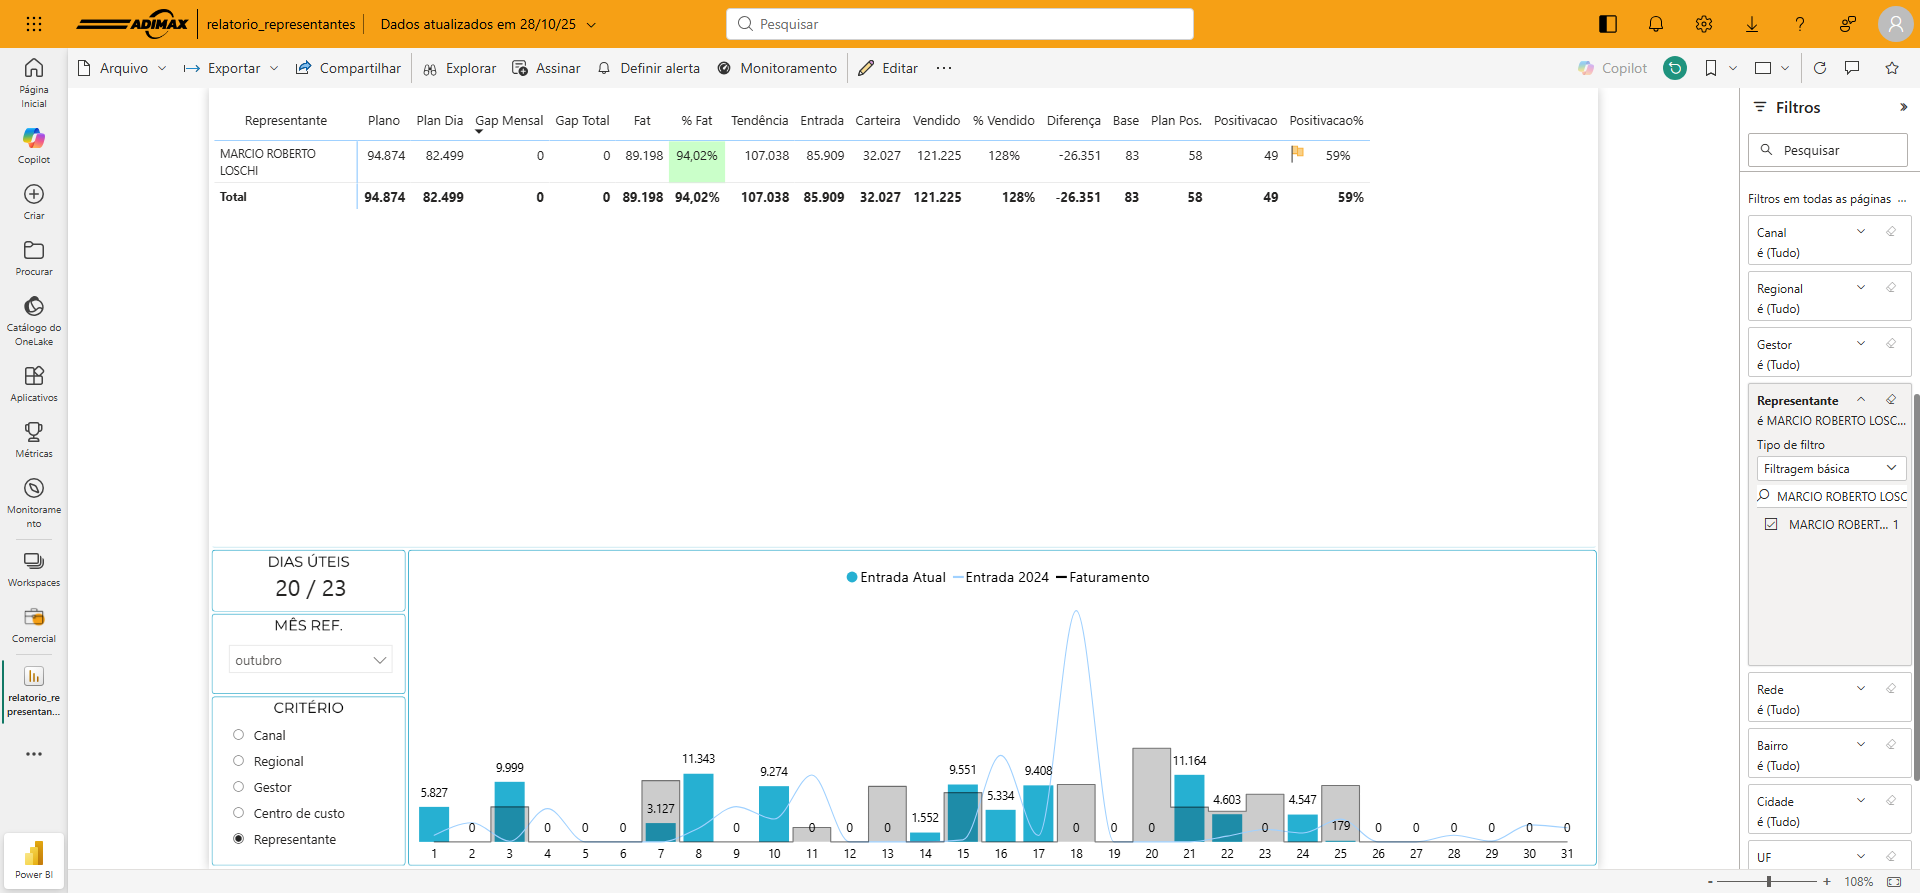 ADIMAX
relatorio_representantes
Dados atualizados em 28/10/25
Pesquisar
Arquivo
Exportar
Compartilhar
Explorar
Assinar
Definir alerta
Monitoramento
Editar
Copilot
Página
Inicial
Copilot
Criar
Procurar
Catálogo do
OneLake
Aplicativos
Métricas
Monitorame
nto
Workspaces
Comercial
relatorio_re
presentan...
Power BI
Representante Plano Plan Dia Gap Mensal Gap Total Fat % Fat Tendência Entrada Carteira Vendido % Vendido Diferença Base Plan Pos. Positivacao Positivacao%
MARCIO ROBERTO
LOSCHI
94.874 82.499 0 0 89.198 94,02% 107.038 85.909 32.027 121.225 128% -26.351 83 58 49 59%
Total 94.874 82.499 0 0 89.198 94,02% 107.038 85.909 32.027 121.225 128% -26.351 83 58 49 59%
DIAS ÚTEIS
20 / 23
MÊS REF.
outubro
CRITÉRIO
Canal
Regional
Gestor
Centro de custo
Representante
Entrada Atual Entrada 2024 Faturamento
5.827 0 9.999 0 0 0 3.127 11.343 0 9.274 0 0 0 1.552 9.551 5.334 9.408 0 0 0 11.164 4.603 0 4.547 179 0 0 0 0 0 0
1 2 3 4 5 6 7 8 9 10 11 12 13 14 15 16 17 18 19 20 21 22 23 24 25 26 27 28 29 30 31
Filtros
Pesquisar
Filtros em todas as páginas ...
Canal
é (Tudo)
Regional
é (Tudo)
Gestor
é (Tudo)
Representante
é MARCIO ROBERTO LOSC...
Tipo de filtro
Filtragem básica
MARCIO ROBERTO LOSC
MARCIO ROBERT... 1
Rede
é (Tudo)
Bairro
é (Tudo)
Cidade
é (Tudo)
UF
- + 108%